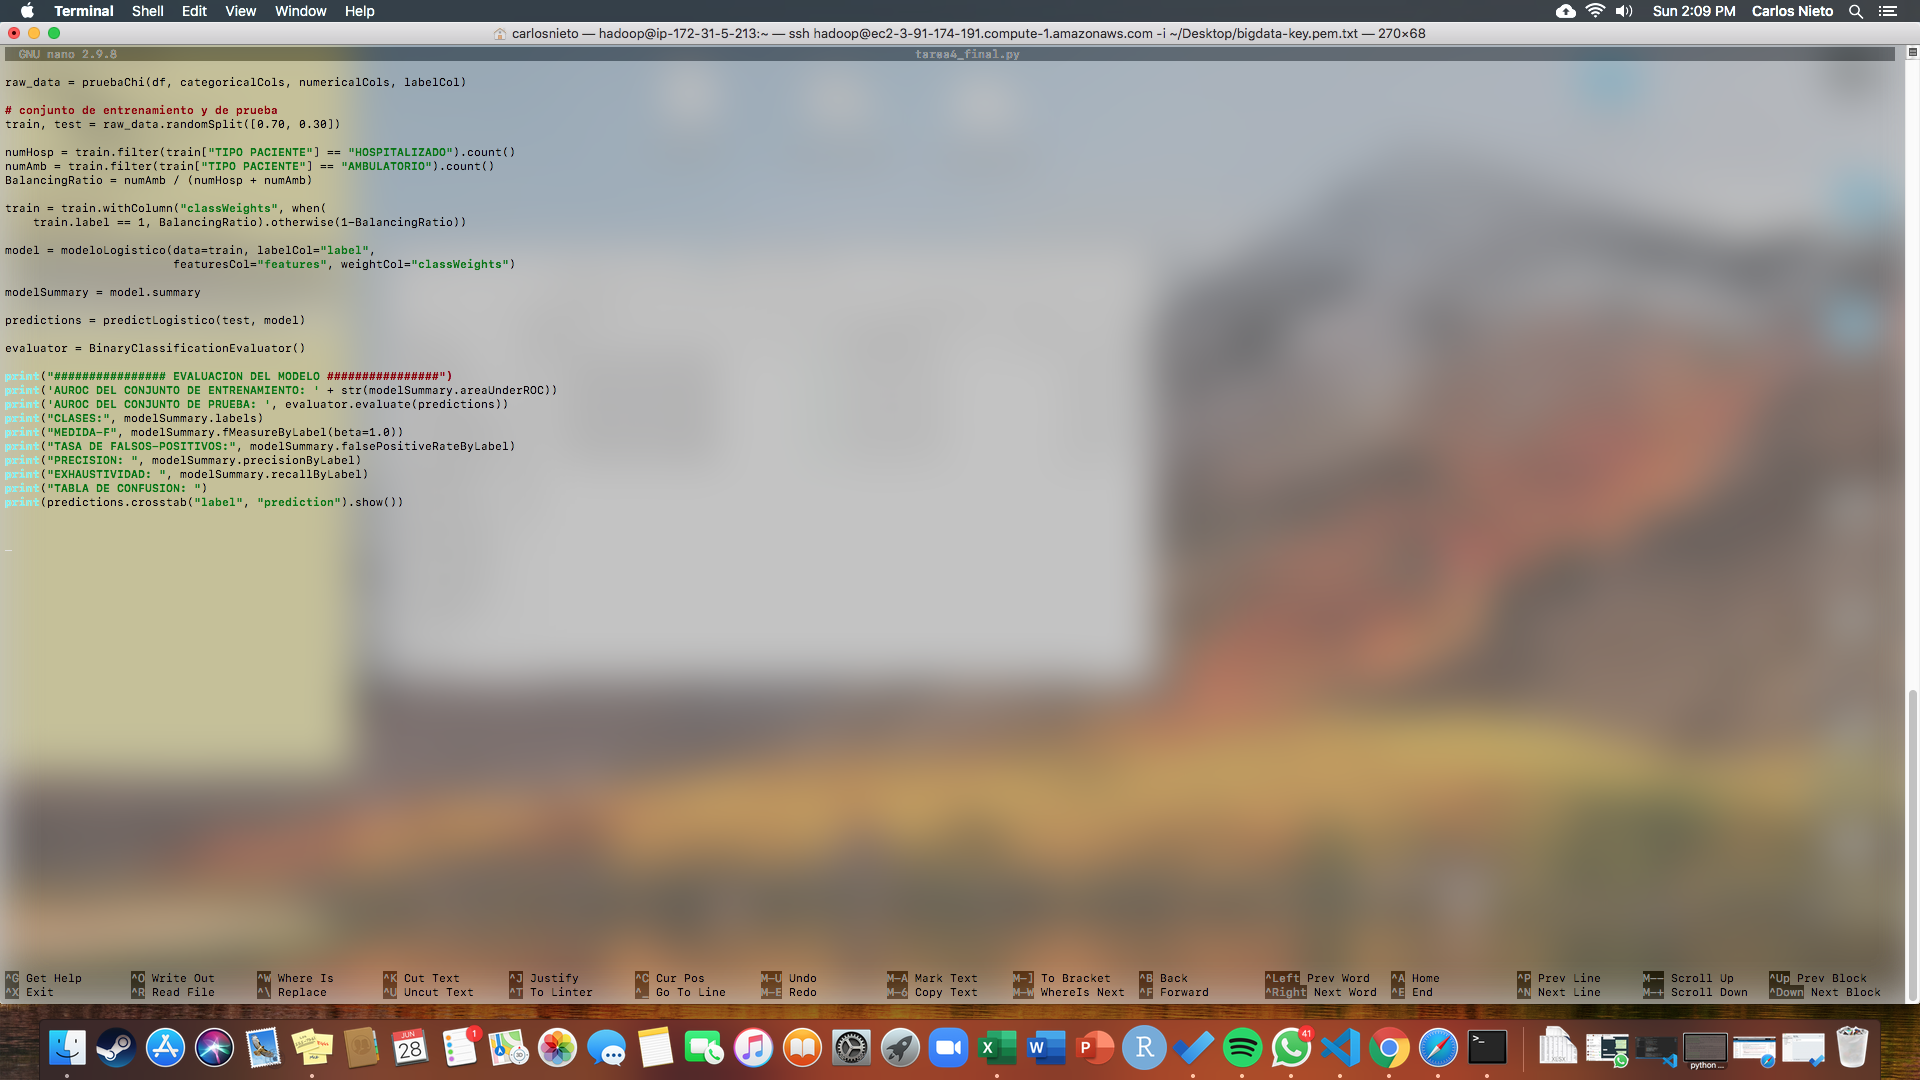 Terminal Shell Edit View Window Help Sun 2:09 PM Carlos Nieto
carlosnieto — hadoop@ip-172-31-5-213:~ — ssh hadoop@ec2-3-91-174-191.compute-1.amazonaws.com -i ~/Desktop/bigdata-key.pem.txt — 270×68
GNU nano 2.9.8 tarea4_final.py
raw_data = pruebaChi(df, categoricalCols, numericalCols, labelCol)
# conjunto de entrenamiento y de prueba
train, test = raw_data.randomSplit([0.70, 0.30])
numHosp = train.filter(train["TIPO PACIENTE"] == "HOSPITALIZADO").count()
numAmb = train.filter(train["TIPO PACIENTE"] == "AMBULATORIO").count()
BalancingRatio = numAmb / (numHosp + numAmb)
train = train.withColumn("classWeights", when(
    train.label == 1, BalancingRatio).otherwise(1-BalancingRatio))
model = modeloLogistico(data=train, labelCol="label",
                        featuresCol="features", weightCol="classWeights")
modelSummary = model.summary
predictions = predictLogistico(test, model)
evaluator = BinaryClassificationEvaluator()
print("################ EVALUACION DEL MODELO ################")
print('AUROC DEL CONJUNTO DE ENTRENAMIENTO: ' + str(modelSummary.areaUnderROC))
print('AUROC DEL CONJUNTO DE PRUEBA: ', evaluator.evaluate(predictions))
print("CLASES:", modelSummary.labels)
print("MEDIDA-F", modelSummary.fMeasureByLabel(beta=1.0))
print("TASA DE FALSOS-POSITIVOS:", modelSummary.falsePositiveRateByLabel)
print("PRECISION: ", modelSummary.precisionByLabel)
print("EXHAUSTIVIDAD: ", modelSummary.recallByLabel)
print("TABLA DE CONFUSION: ")
print(predictions.crosstab("label", "prediction").show())
^G Get Help ^O Write Out ^W Where Is ^K Cut Text ^J Justify ^C Cur Pos M-U Undo M-A Mark Text M-] To Bracket ^B Back ^Left Prev Word ^A Home ^P Prev Line M-- Scroll Up ^Up Prev Block
^X Exit ^R Read File ^\ Replace ^U Uncut Text ^T To Linter ^_ Go To Line M-E Redo M-6 Copy Text M-W WhereIs Next ^F Forward ^Right Next Word ^E End ^N Next Line M-+ Scroll Down ^Down Next Block
JUN
28
1
41
X
W
P
R
>_
XLSX
python ...